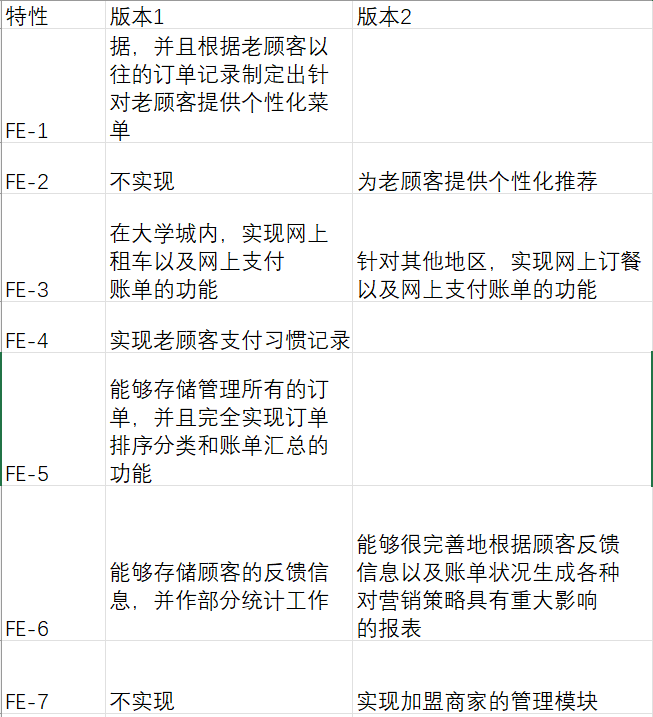 特性 版本1 版本2
据，并且根据老顾客以
往的订单记录制定出针
对老顾客提供个性化菜
单
FE-1
FE-2 不实现 为老顾客提供个性化推荐
在大学城内，实现网上
租车以及网上支付
账单的功能
FE-3
针对其他地区，实现网上订餐
以及网上支付账单的功能
FE-4 实现老顾客支付习惯记录
能够存储管理所有的订
单，并且完全实现订单
排序分类和账单汇总的
功能
FE-5
能够存储顾客的反馈信
息，并作部分统计工作
FE-6
能够很完善地根据顾客反馈
信息以及账单状况生成各种
对营销策略具有重大影响
的报表
FE-7 不实现 实现加盟商家的管理模块